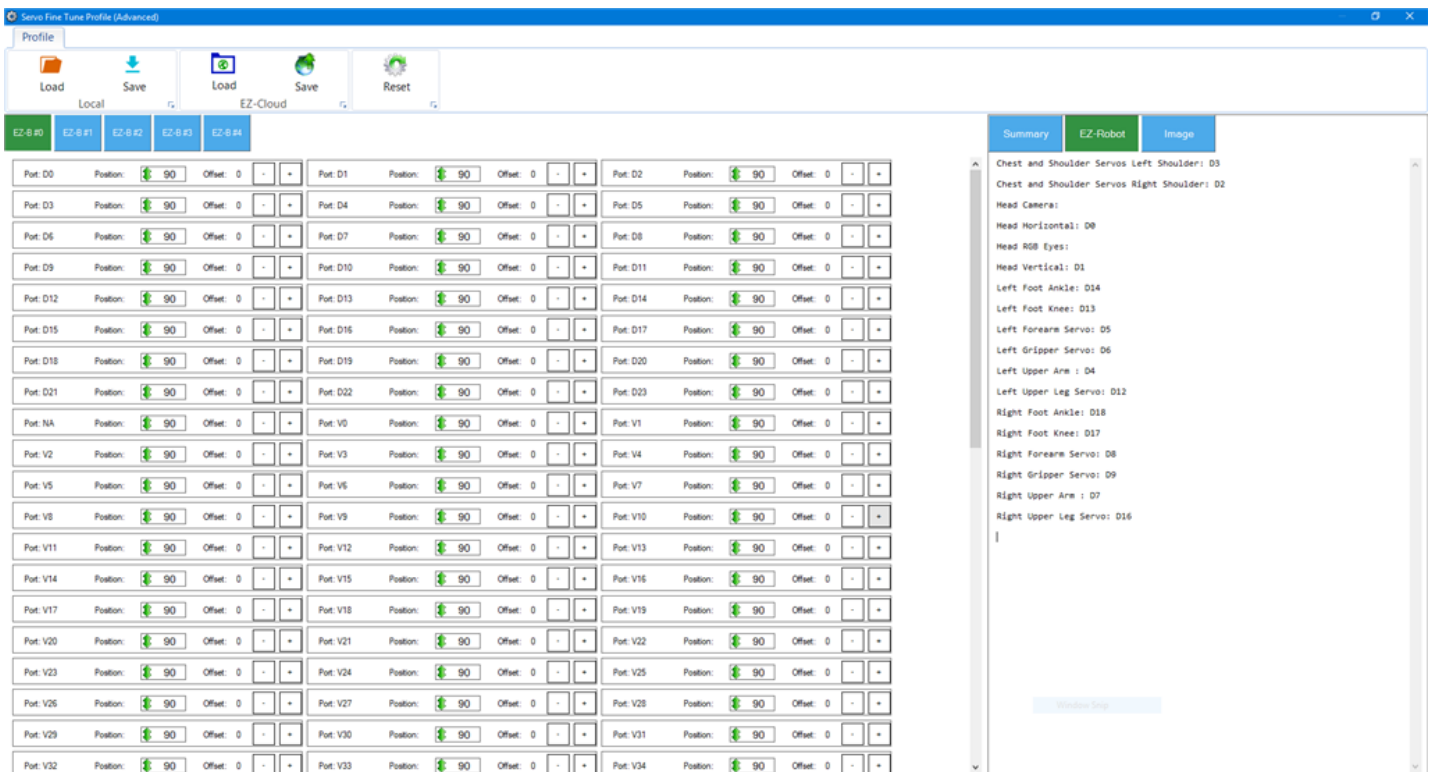 Servo Fine Tune Profile (Advanced)
Profile
Load Save Load Save Reset
Local EZ-Cloud
EZ-B #0 EZ-B #1 EZ-B #2 EZ-B #3 EZ-B #4
Summary EZ-Robot Image
Port: D0 Position: 90 Offset: 0 - + Port: D1 Position: 90 Offset: 0 - + Port: D2 Position: 90 Offset: 0 - +
Port: D3 Position: 90 Offset: 0 - + Port: D4 Position: 90 Offset: 0 - + Port: D5 Position: 90 Offset: 0 - +
Port: D6 Position: 90 Offset: 0 - + Port: D7 Position: 90 Offset: 0 - + Port: D8 Position: 90 Offset: 0 - +
Port: D9 Position: 90 Offset: 0 - + Port: D10 Position: 90 Offset: 0 - + Port: D11 Position: 90 Offset: 0 - +
Port: D12 Position: 90 Offset: 0 - + Port: D13 Position: 90 Offset: 0 - + Port: D14 Position: 90 Offset: 0 - +
Port: D15 Position: 90 Offset: 0 - + Port: D16 Position: 90 Offset: 0 - + Port: D17 Position: 90 Offset: 0 - +
Port: D18 Position: 90 Offset: 0 - + Port: D19 Position: 90 Offset: 0 - + Port: D20 Position: 90 Offset: 0 - +
Port: D21 Position: 90 Offset: 0 - + Port: D22 Position: 90 Offset: 0 - + Port: D23 Position: 90 Offset: 0 - +
Port: NA Position: 90 Offset: 0 - + Port: V0 Position: 90 Offset: 0 - + Port: V1 Position: 90 Offset: 0 - +
Port: V2 Position: 90 Offset: 0 - + Port: V3 Position: 90 Offset: 0 - + Port: V4 Position: 90 Offset: 0 - +
Port: V5 Position: 90 Offset: 0 - + Port: V6 Position: 90 Offset: 0 - + Port: V7 Position: 90 Offset: 0 - +
Port: V8 Position: 90 Offset: 0 - + Port: V9 Position: 90 Offset: 0 - + Port: V10 Position: 90 Offset: 0 - +
Port: V11 Position: 90 Offset: 0 - + Port: V12 Position: 90 Offset: 0 - + Port: V13 Position: 90 Offset: 0 - +
Port: V14 Position: 90 Offset: 0 - + Port: V15 Position: 90 Offset: 0 - + Port: V16 Position: 90 Offset: 0 - +
Port: V17 Position: 90 Offset: 0 - + Port: V18 Position: 90 Offset: 0 - + Port: V19 Position: 90 Offset: 0 - +
Port: V20 Position: 90 Offset: 0 - + Port: V21 Position: 90 Offset: 0 - + Port: V22 Position: 90 Offset: 0 - +
Port: V23 Position: 90 Offset: 0 - + Port: V24 Position: 90 Offset: 0 - + Port: V25 Position: 90 Offset: 0 - +
Port: V26 Position: 90 Offset: 0 - + Port: V27 Position: 90 Offset: 0 - + Port: V28 Position: 90 Offset: 0 - +
Port: V29 Position: 90 Offset: 0 - + Port: V30 Position: 90 Offset: 0 - + Port: V31 Position: 90 Offset: 0 - +
Port: V32 Position: 90 Offset: 0 - + Port: V33 Position: 90 Offset: 0 - + Port: V34 Position: 90 Offset: 0 - +
Chest and Shoulder Servos Left Shoulder: D3
Chest and Shoulder Servos Right Shoulder: D2
Head Camera:
Head Horizontal: D0
Head RGB Eyes:
Head Vertical: D1
Left Foot Ankle: D14
Left Foot Knee: D13
Left Forearm Servo: D5
Left Gripper Servo: D6
Left Upper Arm : D4
Left Upper Leg Servo: D12
Right Foot Ankle: D18
Right Foot Knee: D17
Right Forearm Servo: D8
Right Gripper Servo: D9
Right Upper Arm : D7
Right Upper Leg Servo: D16
Window Snip